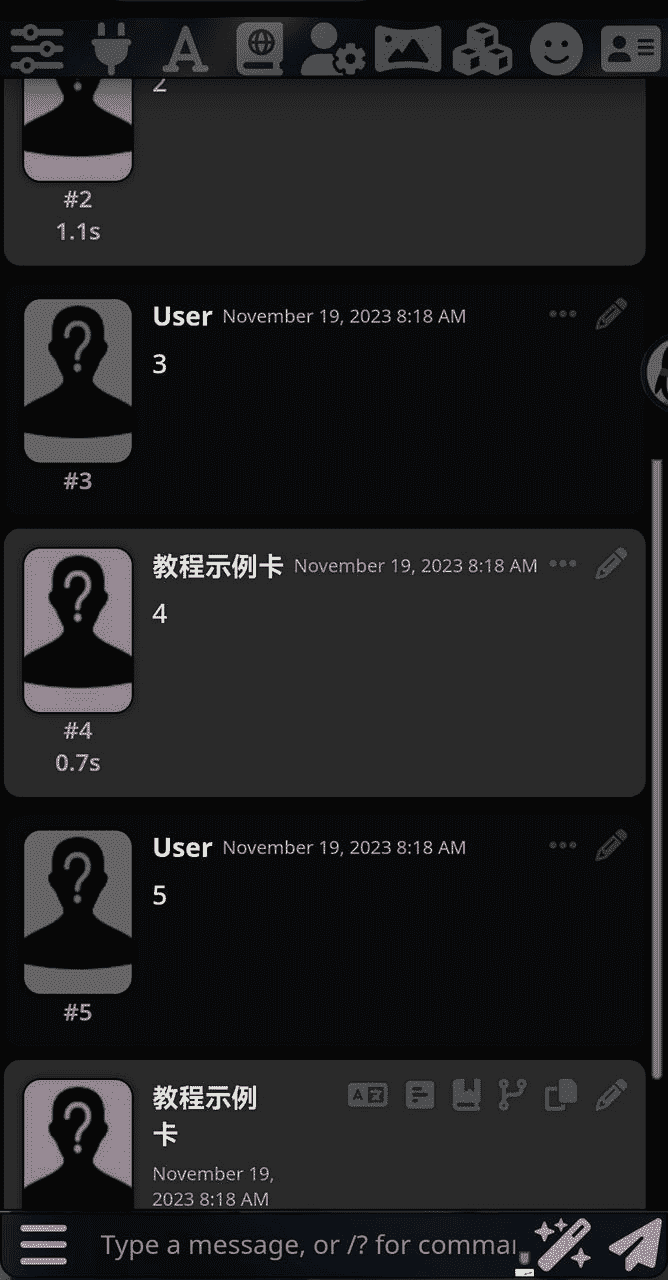 2
#2
1.1s
User November 19, 2023 8:18 AM
3
#3
教程示例卡 November 19, 2023 8:18 AM
4
#4
0.7s
User November 19, 2023 8:18 AM
5
#5
教程示例
卡
November 19,
2023 8:18 AM
Type a message, or /? for comma